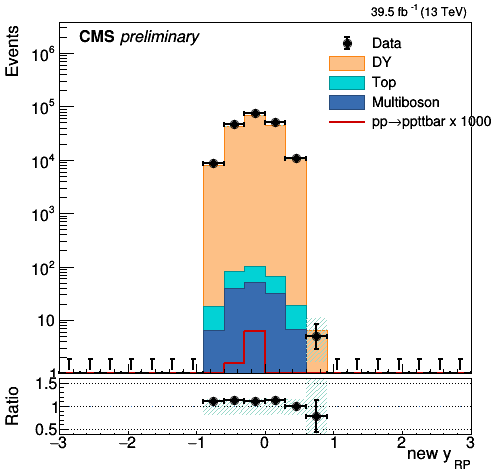 39.5 fb⁻¹ (13 TeV)
Events
CMS preliminary
Data
DY
Top
Multiboson
pp→ppttbar x 1000
10⁶
10⁵
10⁴
10³
10²
10
1
Ratio
1.5
1
0.5
−3 −2 −1 0 1 2 3
new y_RP